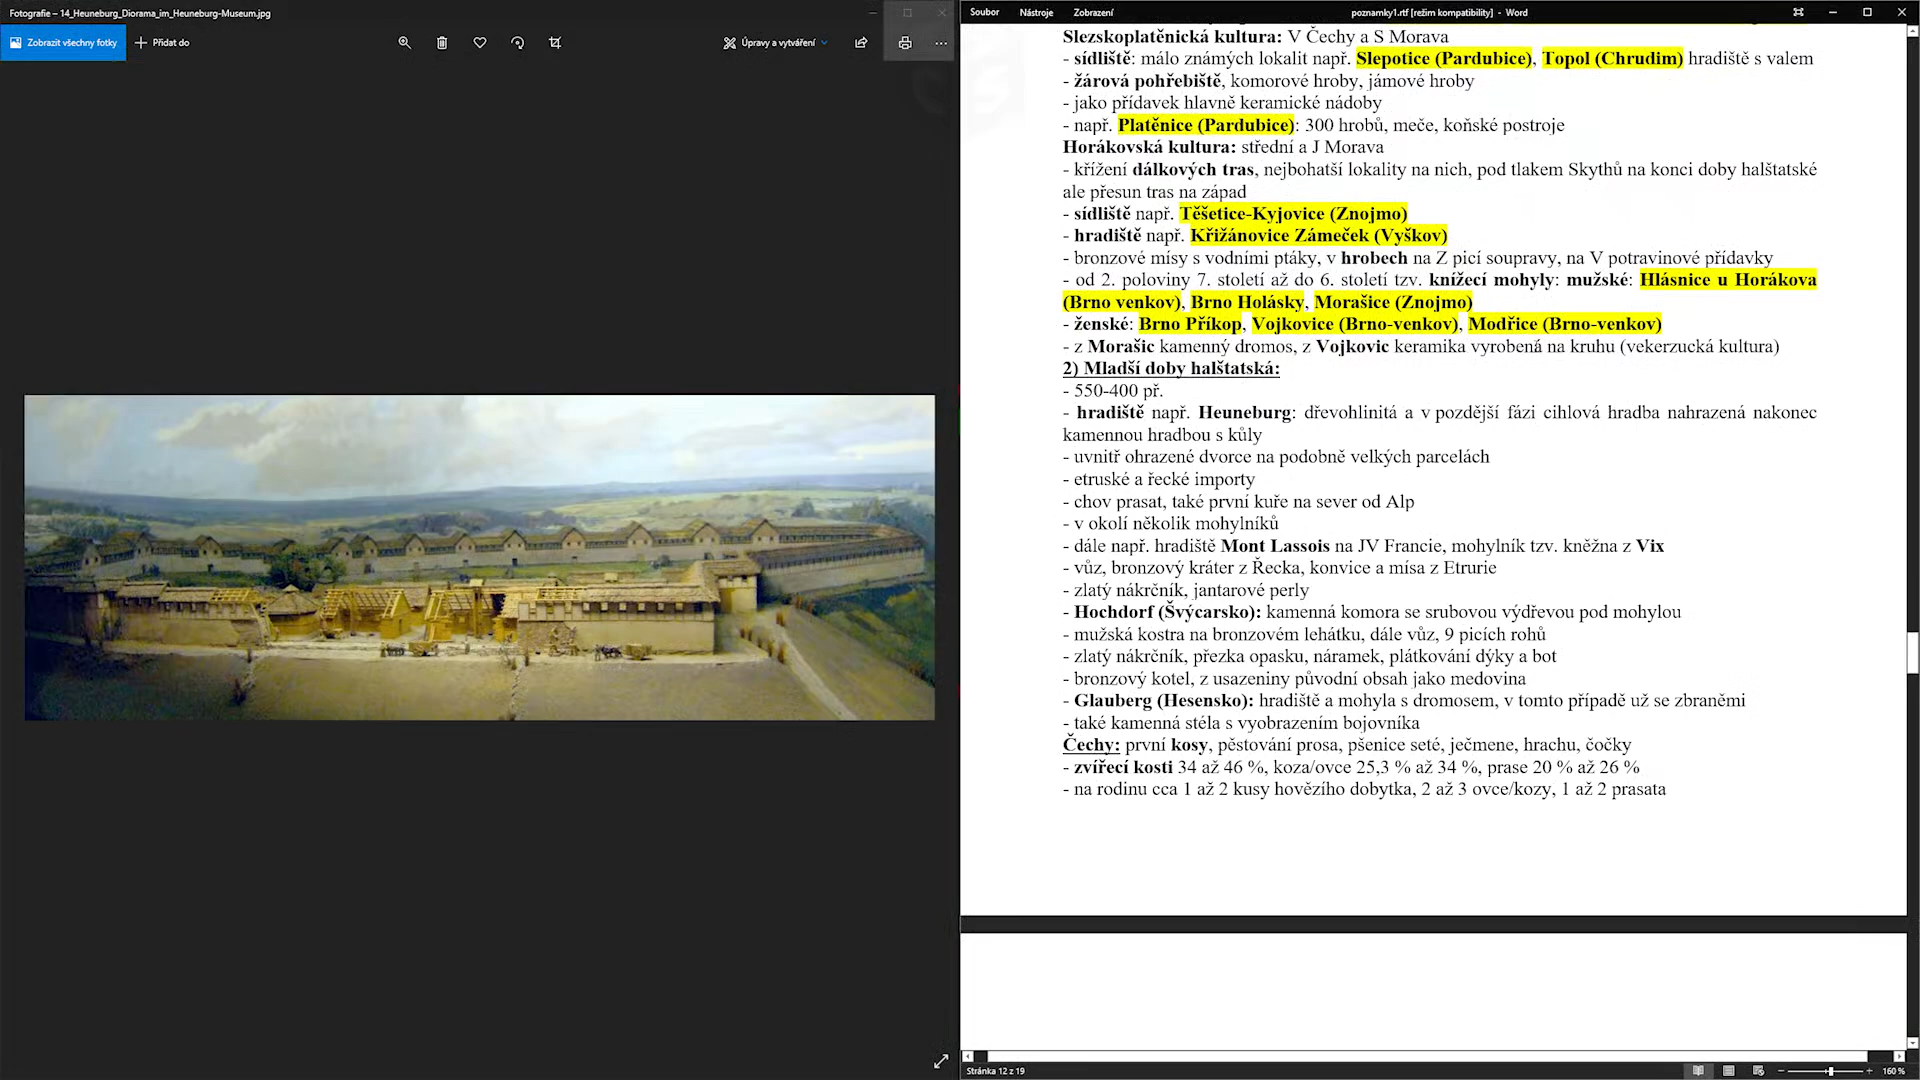 Fotografie – 14_Heuneburg_Diorama_im_Heuneburg-Museum.jpg
Zobrazit všechny fotky
Přidat do
Úpravy a vytváření
Soubor
Nástroje
Zobrazení
poznamky1.rtf [režim kompatibility] - Word
Slezskoplatěnická kultura: V Čechy a S Morava
- sídliště: málo známých lokalit např. Slepotice (Pardubice), Topol (Chrudim) hradiště s valem
- žárová pohřebiště, komorové hroby, jámové hroby
- jako přídavek hlavně keramické nádoby
- např. Platěnice (Pardubice): 300 hrobů, meče, koňské postroje
Horákovská kultura: střední a J Morava
- křížení dálkových tras, nejbohatší lokality na nich, pod tlakem Skythů na konci doby halštatské
ale přesun tras na západ
- sídliště např. Těšetice-Kyjovice (Znojmo)
- hradiště např. Křižánovice Zámeček (Vyškov)
- bronzové mísy s vodními ptáky, v hrobech na Z picí soupravy, na V potravinové přídavky
- od 2. poloviny 7. století až do 6. století tzv. knížecí mohyly: mužské: Hlásnice u Horákova
(Brno venkov), Brno Holásky, Morašice (Znojmo)
- ženské: Brno Příkop, Vojkovice (Brno-venkov), Modřice (Brno-venkov)
- z Morašic kamenný dromos, z Vojkovic keramika vyrobená na kruhu (vekerzucká kultura)
2) Mladší doby halštatská:
- 550-400 př.
- hradiště např. Heuneburg: dřevohlinitá a v pozdější fázi cihlová hradba nahrazená nakonec
kamennou hradbou s kůly
- uvnitř ohrazené dvorce na podobně velkých parcelách
- etruské a řecké importy
- chov prasat, také první kuře na sever od Alp
- v okolí několik mohylníků
- dále např. hradiště Mont Lassois na JV Francie, mohylník tzv. kněžna z Vix
- vůz, bronzový kráter z Řecka, konvice a mísa z Etrurie
- zlatý nákrčník, jantarové perly
- Hochdorf (Švýcarsko): kamenná komora se srubovou výdřevou pod mohylou
- mužská kostra na bronzovém lehátku, dále vůz, 9 picích rohů
- zlatý nákrčník, přezka opasku, náramek, plátkování dýky a bot
- bronzový kotel, z usazeniny původní obsah jako medovina
- Glauberg (Hesensko): hradiště a mohyla s dromosem, v tomto případě už se zbraněmi
- také kamenná stéla s vyobrazením bojovníka
Čechy: první kosy, pěstování prosa, pšenice seté, ječmene, hrachu, čočky
- zvířecí kosti 34 až 46 %, koza/ovce 25,3 % až 34 %, prase 20 % až 26 %
- na rodinu cca 1 až 2 kusy hovězího dobytka, 2 až 3 ovce/kozy, 1 až 2 prasata
Stránka 12 z 19
160 %